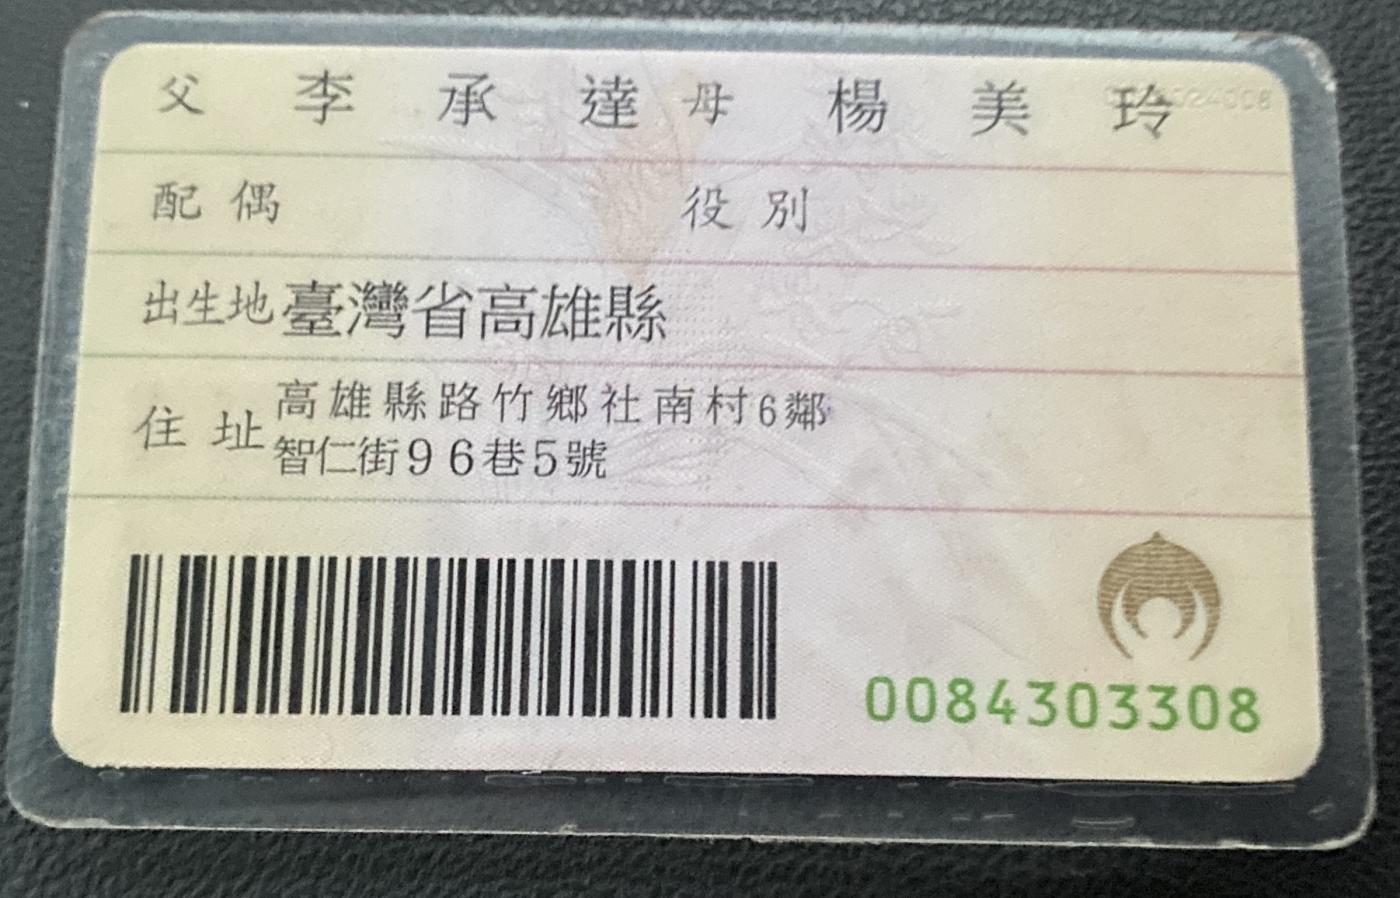 父 李承達 母 楊美玲
配偶 役別
出生地 臺灣省高雄縣
住址 高雄縣路竹鄉社南村6鄰
智仁街96巷5號
0084303308